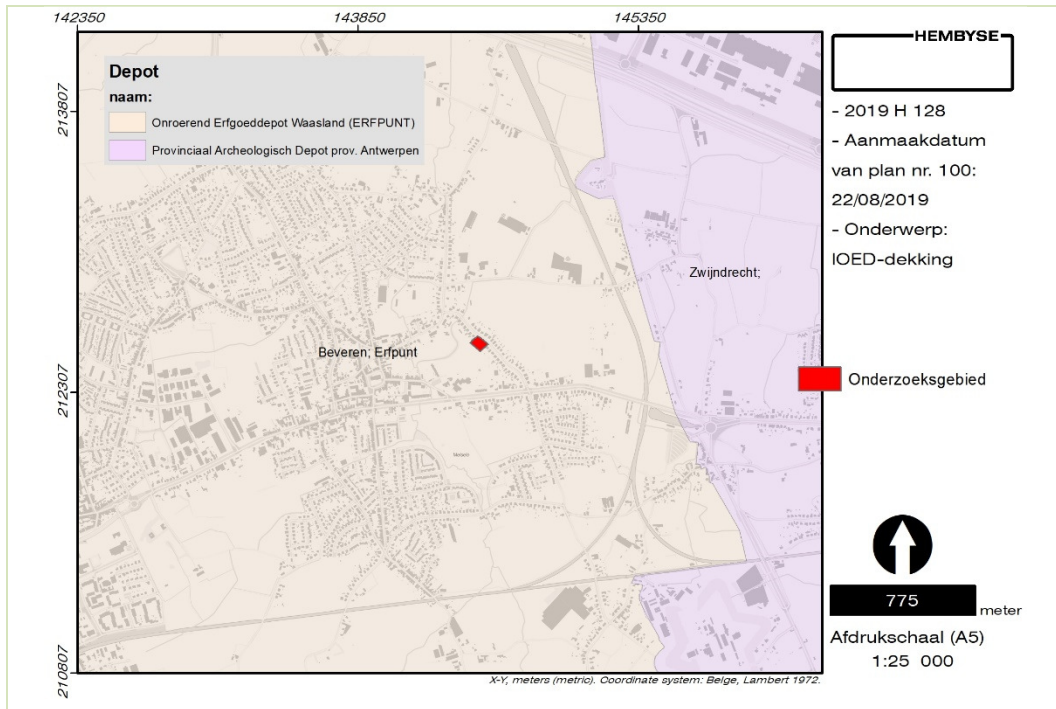 142350
143850
145350
213807
212307
210807
Depot
naam:
Onroerend Erfgoeddepot Waasland (ERFPUNT)
Provinciaal Archeologisch Depot prov. Antwerpen
Zwijndrecht;
Beveren; Erfpunt
X-Y, meters (metric). Coordinate system: Belge, Lambert 1972.
HEMBYSE
- 2019 H 128
- Aanmaakdatum
van plan nr. 100:
22/08/2019
- Onderwerp:
IOED-dekking
Onderzoeksgebied
775 meter
Afdrukschaal (A5)
1:25 000